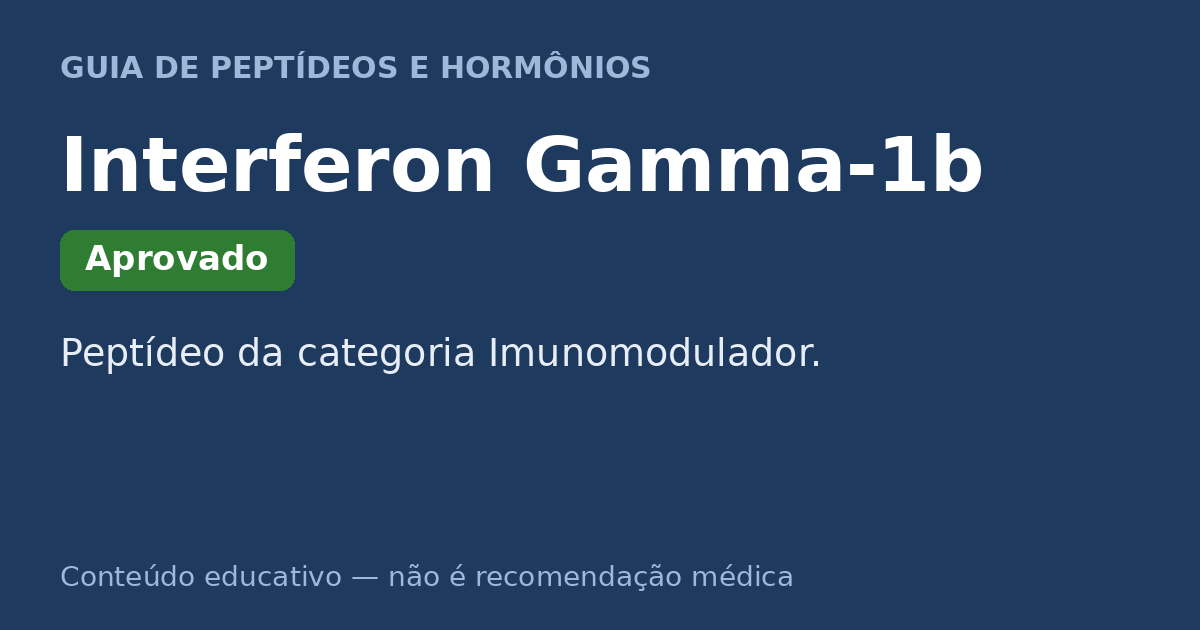 GUIA DE PEPTÍDEOS E HORMÔNIOS
Interferon Gamma-1b
Aprovado
Peptídeo da categoria Imunomodulador.
Conteúdo educativo — não é recomendação médica